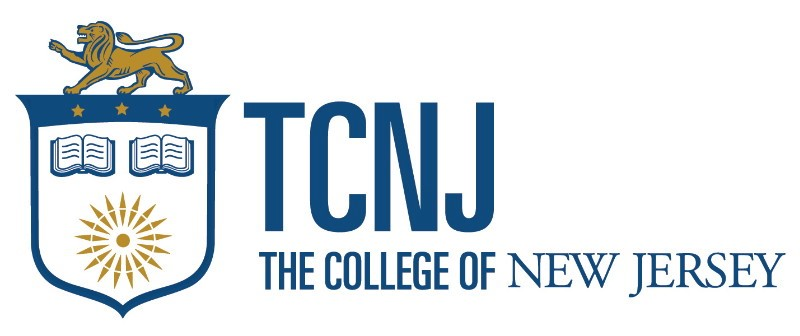 TCNJ
THE COLLEGE OF NEW JERSEY